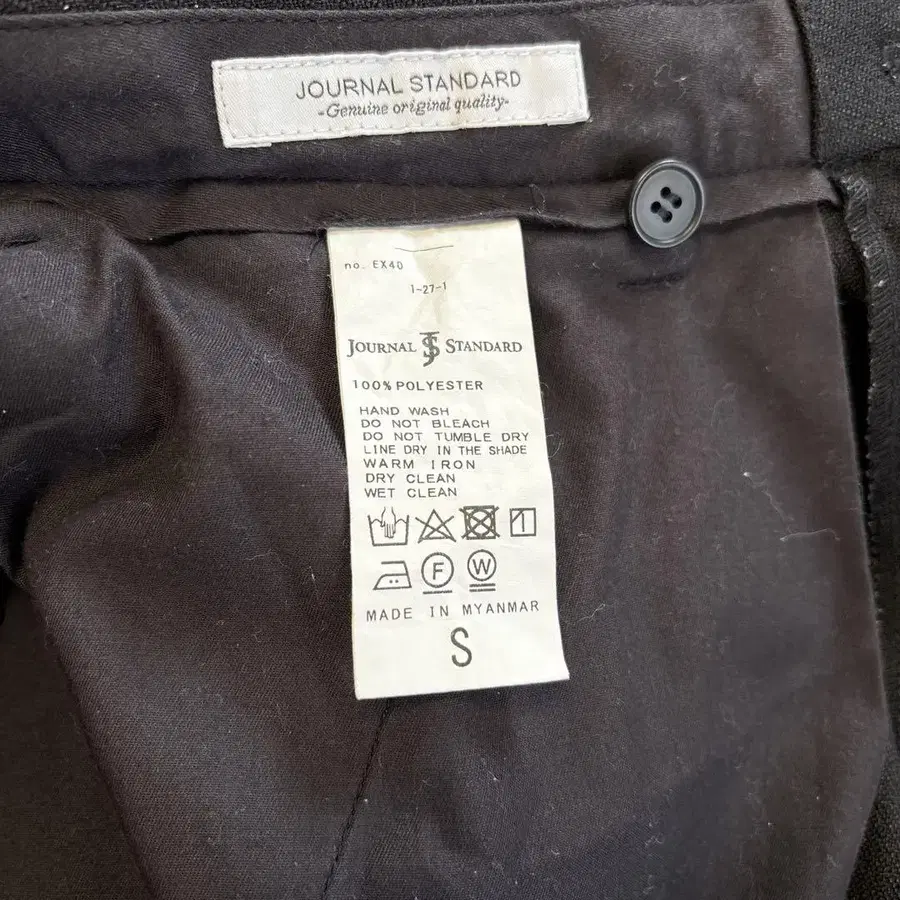 JOURNAL STANDARD
-Genuine original quality-
no. EX40
1-27-1
JOURNAL JS STANDARD
100% POLYESTER
HAND WASH
DO NOT BLEACH
DO NOT TUMBLE DRY
LINE DRY IN THE SHADE
WARM IRON
DRY CLEAN
WET CLEAN
F W
MADE IN MYANMAR
S